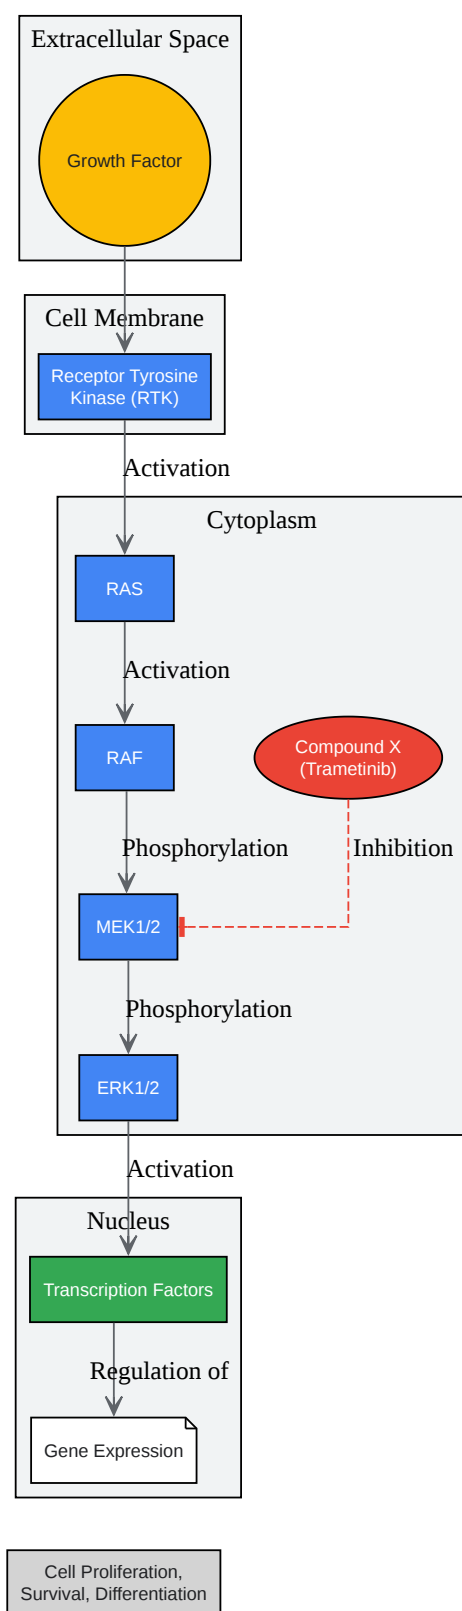 Extracellular Space
Growth Factor
Cell Membrane
Receptor Tyrosine
Kinase (RTK)
Activation
Cytoplasm
RAS
Activation
RAF
Compound X
(Trametinib)
Phosphorylation
Inhibition
MEK1/2
Phosphorylation
ERK1/2
Activation
Nucleus
Transcription Factors
Regulation of
Gene Expression
Cell Proliferation,
Survival, Differentiation